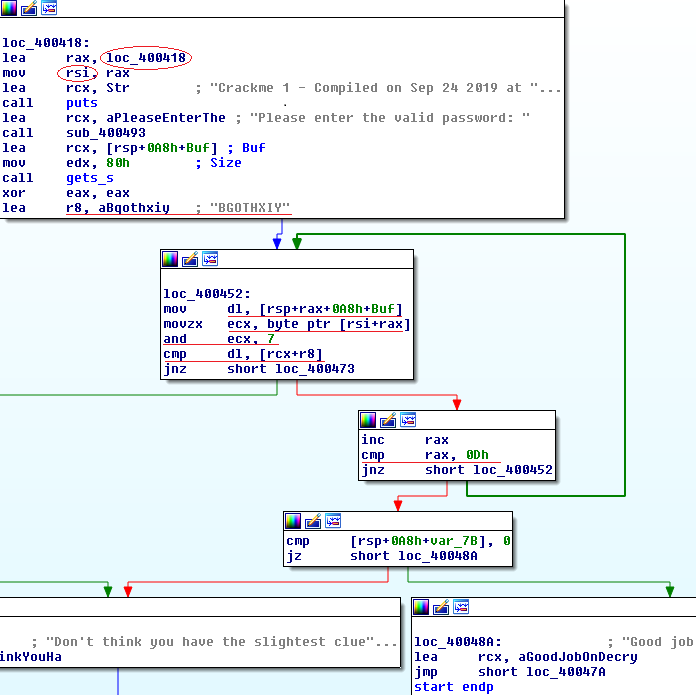 loc_400418:
lea rax, loc_400418
mov rsi, rax
lea rcx, Str ; "Crackme 1 - Compiled on Sep 24 2019 at "...
call puts
lea rcx, aPleaseEnterThe ; "Please enter the valid password: "
call sub_400493
lea rcx, [rsp+0A8h+Buf] ; Buf
mov edx, 80h ; Size
call gets_s
xor eax, eax
lea r8, aBgothxiy ; "BGOTHXIY"
loc_400452:
mov dl, [rsp+rax+0A8h+Buf]
movzx ecx, byte ptr [rsi+rax]
and ecx, 7
cmp dl, [rcx+r8]
jnz short loc_400473
inc rax
cmp rax, 0Dh
jnz short loc_400452
cmp [rsp+0A8h+var_7B], 0
jz short loc_40048A
; "Don't think you have the slightest clue"...
inkYouHa
loc_40048A: ; "Good job
lea rcx, aGoodJobOnDecry
jmp short loc_40047A
start endp